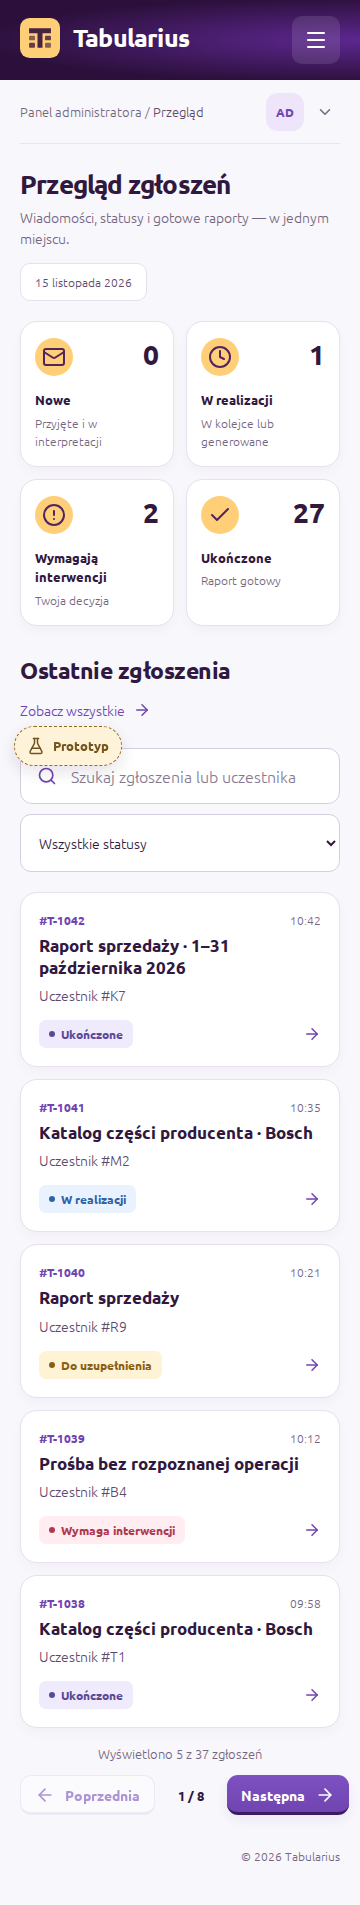 Tabularius
Panel administratora / Przegląd
AD
Przegląd zgłoszeń
Wiadomości, statusy i gotowe raporty — w jednym
miejscu.
15 listopada 2026
0
Nowe
Przyjęte i w
interpretacji
1
W realizacji
W kolejce lub
generowane
2
Wymagają
interwencji
Twoja decyzja
27
Ukończone
Raport gotowy
Ostatnie zgłoszenia
Zobacz wszystkie
Prototyp
Szukaj zgłoszenia lub uczestnika
Wszystkie statusy
#T-1042 10:42
Raport sprzedaży · 1–31
października 2026
Uczestnik #K7
Ukończone
#T-1041 10:35
Katalog części producenta · Bosch
Uczestnik #M2
W realizacji
#T-1040 10:21
Raport sprzedaży
Uczestnik #R9
Do uzupełnienia
#T-1039 10:12
Prośba bez rozpoznanej operacji
Uczestnik #B4
Wymaga interwencji
#T-1038 09:58
Katalog części producenta · Bosch
Uczestnik #T1
Ukończone
Wyświetlono 5 z 37 zgłoszeń
Poprzednia 1 / 8 Następna
© 2026 Tabularius